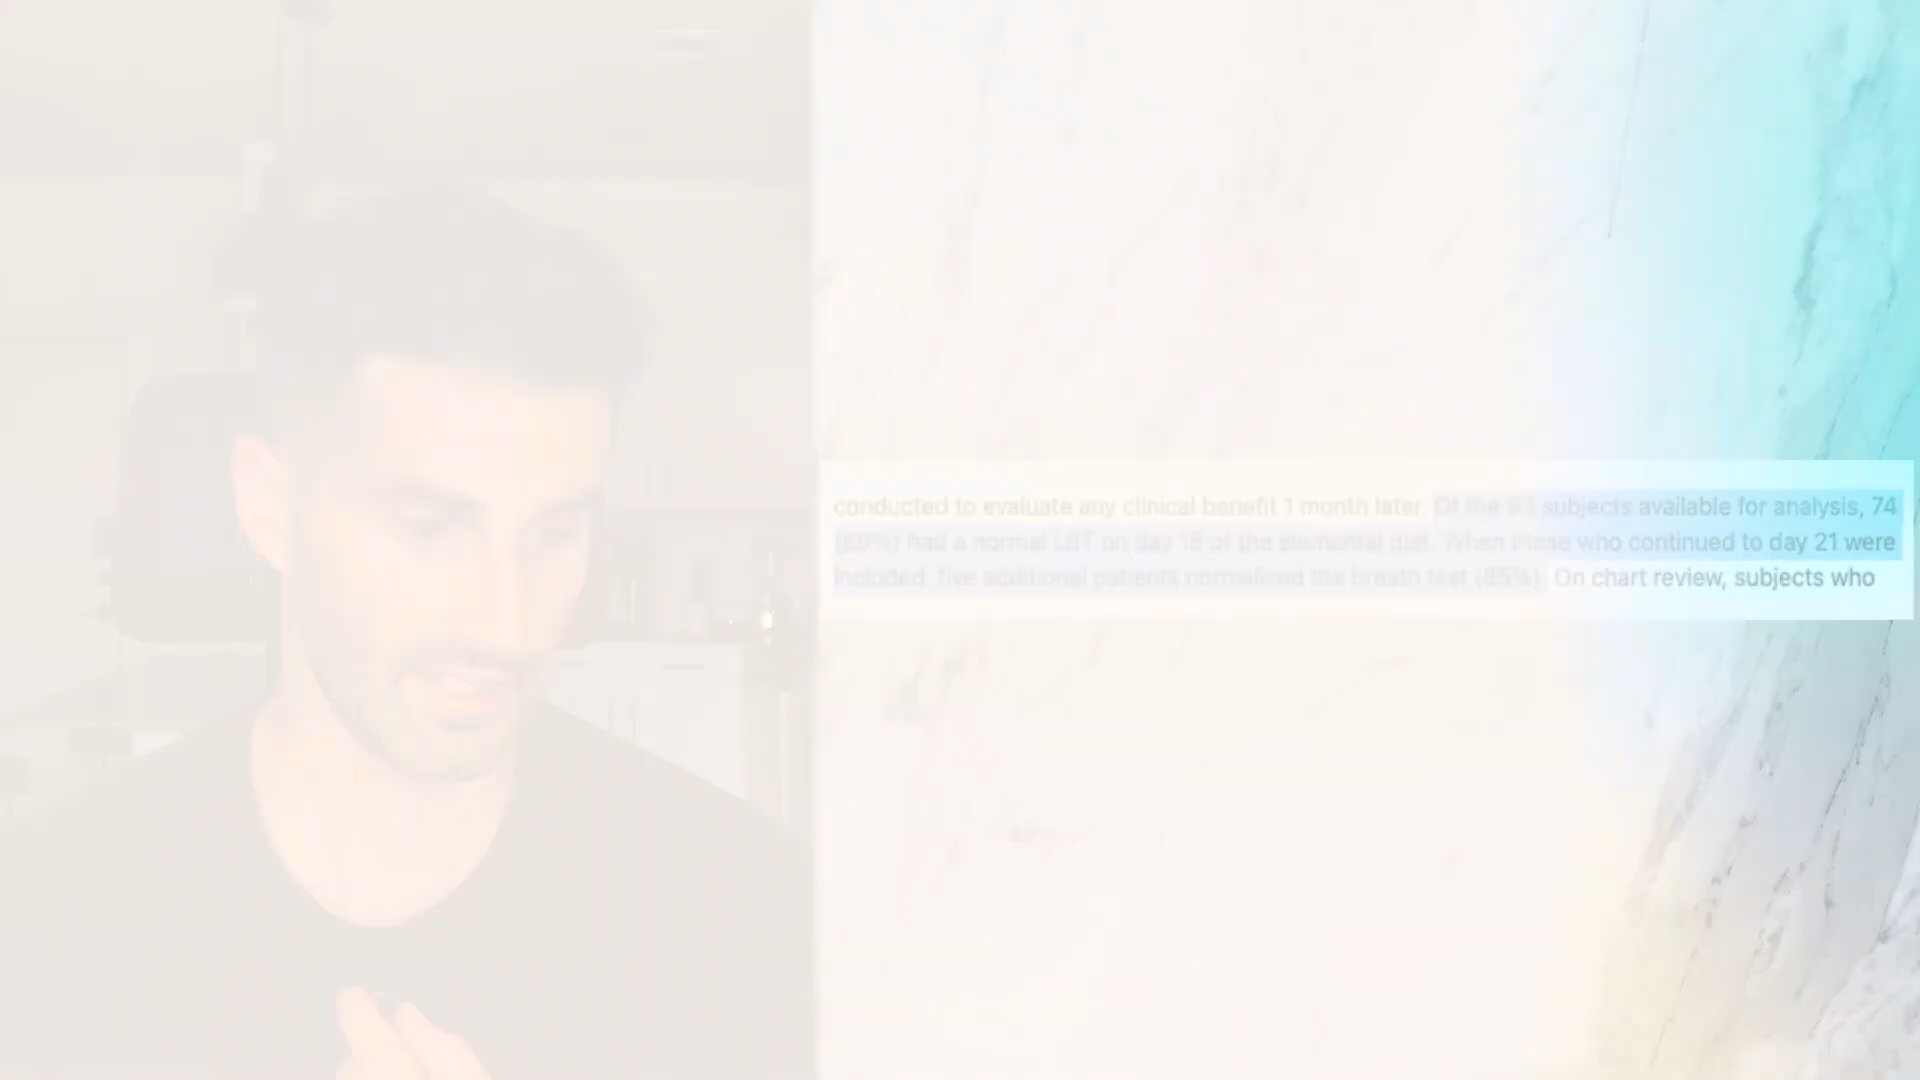 conducted to evaluate any clinical benefit 1 month later. Of the 93 subjects available for analysis, 74
(80%) had a normal LBT on day 15 of the elemental diet. When those who continued to day 21 were
included, five additional patients normalized the breath test (85%). On chart review, subjects who